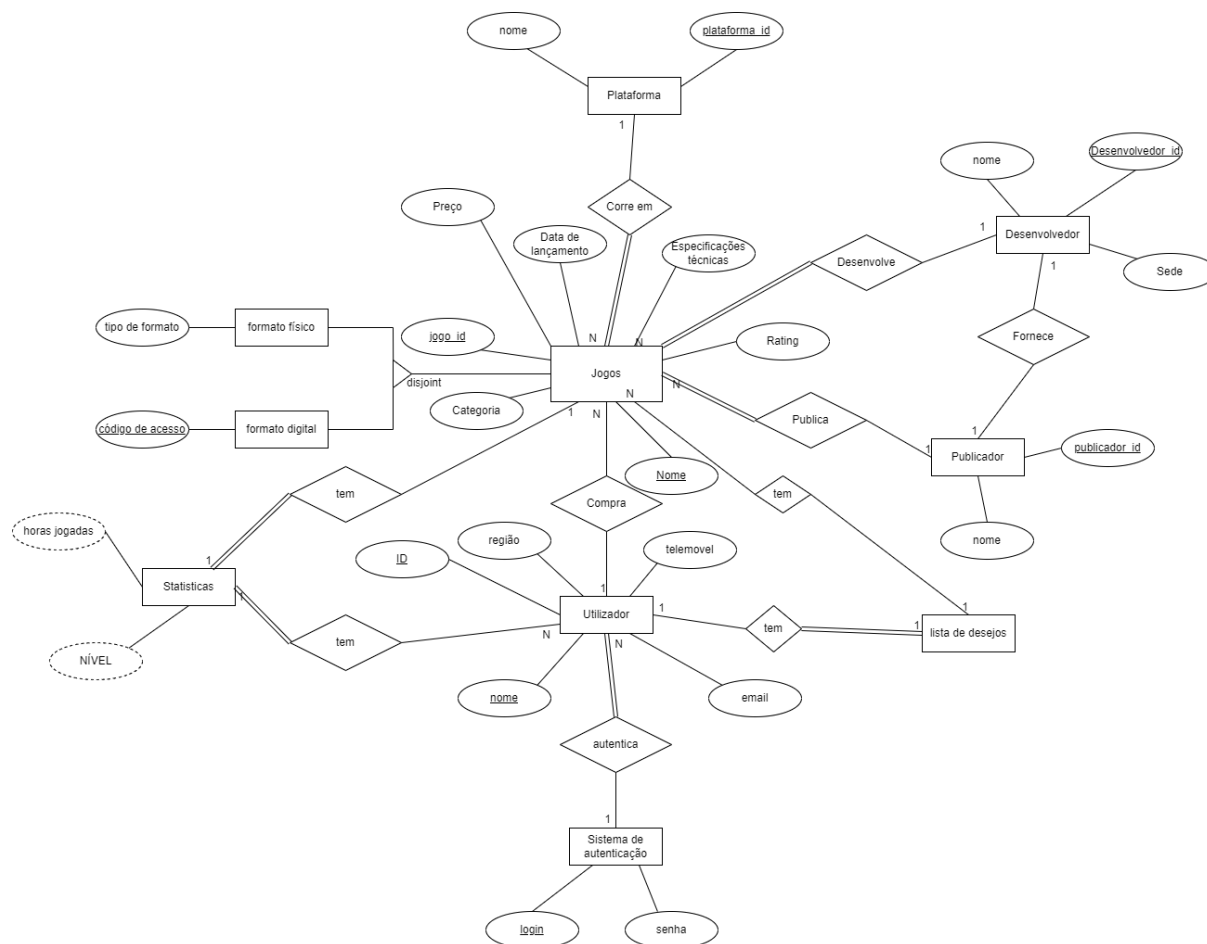 nome
plataforma_id
Plataforma
1
Corre em
Desenvolvedor_id
nome
Preço
Data de
lançamento
Especificações
técnicas
1
Desenvolvedor
Desenvolve
1
Sede
tipo de formato
formato físico
jogo_id
N
N
Rating
Fornece
disjoint
Jogos
N
Categoria
1
N
N
Publica
código de acesso
formato digital
1
1
Publicador
publicador_id
Nome
tem
Compra
tem
nome
horas jogadas
ID
região
telemovel
1
Statisticas
1
1
Utilizador
1
1
1
tem
N
N
tem
lista de desejos
NÍVEL
nome
email
autentica
1
Sistema de
autenticação
login
senha